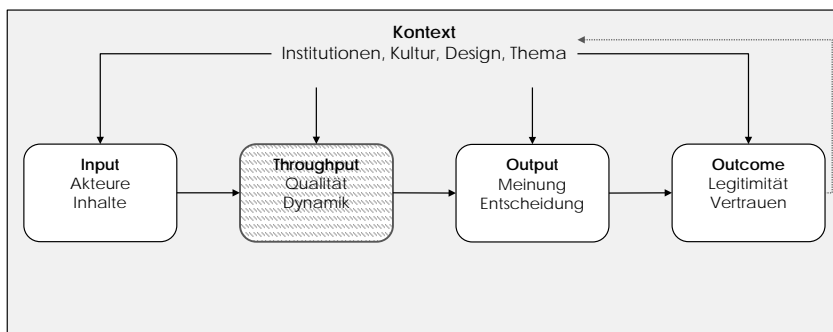 Kontext
Institutionen, Kultur, Design, Thema
Input
Akteure
Inhalte
Throughput
Qualität
Dynamik
Output
Meinung
Entscheidung
Outcome
Legitimität
Vertrauen